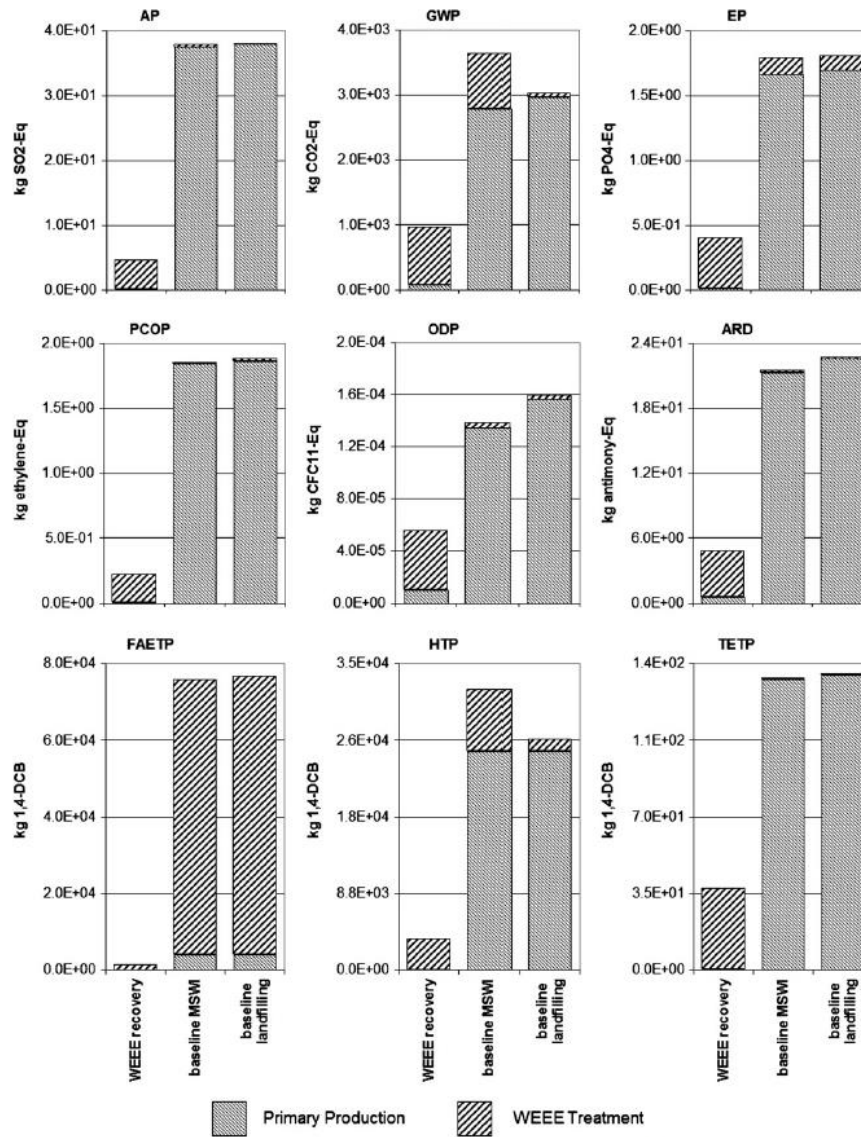 AP
4.0E+01
3.0E+01
2.0E+01
1.0E+01
0.0E+00
kg SO2-Eq
GWP
4.0E+03
3.0E+03
2.0E+03
1.0E+03
0.0E+00
kg CO2-Eq
EP
2.0E+00
1.5E+00
1.0E+00
5.0E-01
0.0E+00
kg PO4-Eq
PCOP
2.0E+00
1.5E+00
1.0E+00
5.0E-01
0.0E+00
kg ethylene-Eq
ODP
2.0E-04
1.6E-04
1.2E-04
8.0E-05
4.0E-05
0.0E+00
kg CFC11-Eq
ARD
2.4E+01
1.8E+01
1.2E+01
6.0E+00
0.0E+00
kg antimony-Eq
FAETP
8.0E+04
6.0E+04
4.0E+04
2.0E+04
0.0E+00
kg 1,4-DCB
WEEE recovery
baseline MSWI
baseline
landfilling
HTP
3.5E+04
2.6E+04
1.8E+04
8.8E+03
0.0E+00
kg 1,4-DCB
WEEE recovery
baseline MSWI
baseline
landfilling
TETP
1.4E+02
1.1E+02
7.0E+01
3.5E+01
0.0E+00
kg 1,4-DCB
WEEE recovery
baseline MSWI
baseline
landfilling
Primary Production
WEEE Treatment